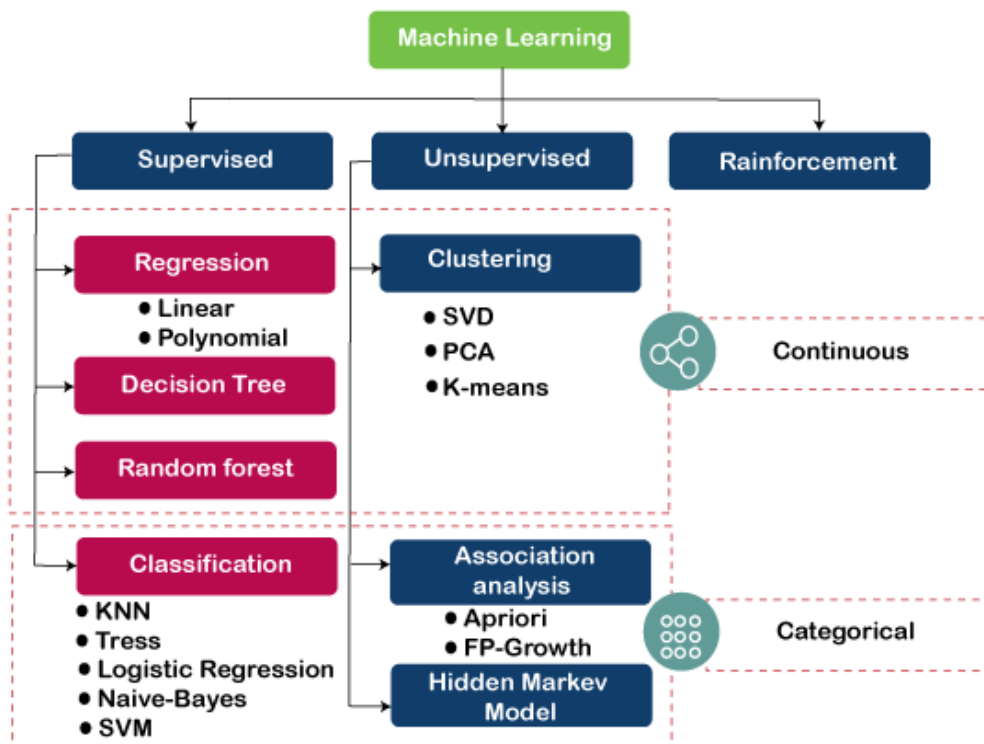 Machine Learning
Supervised
Unsupervised
Rainforcement
Regression
• Linear
• Polynomial
Decision Tree
Random forest
Clustering
• SVD
• PCA
• K-means
Continuous
Classification
• KNN
• Tress
• Logistic Regression
• Naive-Bayes
• SVM
Association
analysis
• Apriori
• FP-Growth
Hidden Markev
Model
Categorical